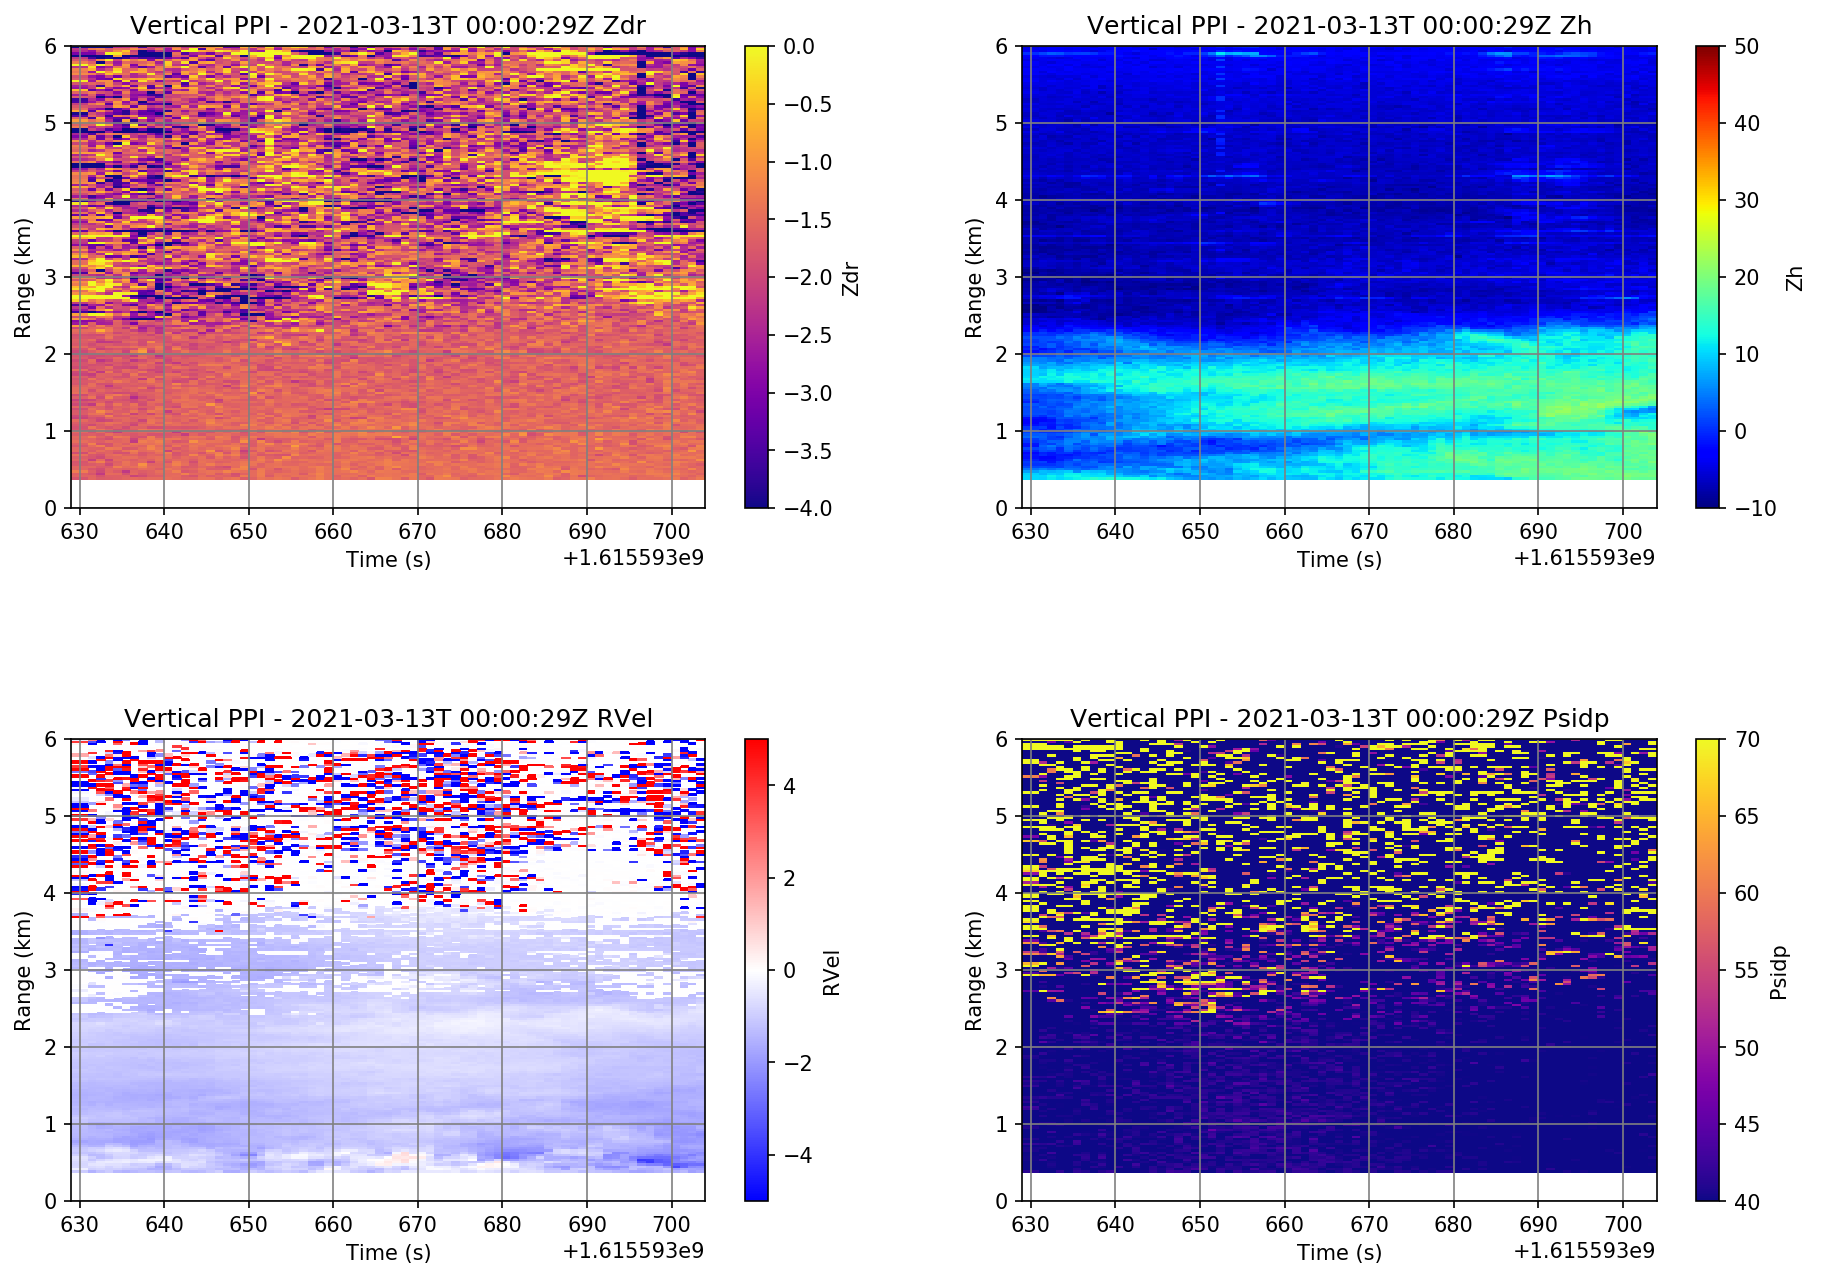 Vertical PPI - 2021-03-13T 00:00:29Z Zdr
6
5
4
3
2
1
0
Range (km)
630 640 650 660 670 680 690 700
Time (s)
+1.615593e9
0.0
−0.5
−1.0
−1.5
−2.0
−2.5
−3.0
−3.5
−4.0
Zdr
Vertical PPI - 2021-03-13T 00:00:29Z Zh
6
5
4
3
2
1
0
Range (km)
630 640 650 660 670 680 690 700
Time (s)
+1.615593e9
50
40
30
20
10
0
−10
Zh
Vertical PPI - 2021-03-13T 00:00:29Z RVel
6
5
4
3
2
1
0
Range (km)
630 640 650 660 670 680 690 700
Time (s)
+1.615593e9
4
2
0
−2
−4
RVel
Vertical PPI - 2021-03-13T 00:00:29Z Psidp
6
5
4
3
2
1
0
Range (km)
630 640 650 660 670 680 690 700
Time (s)
+1.615593e9
70
65
60
55
50
45
40
Psidp